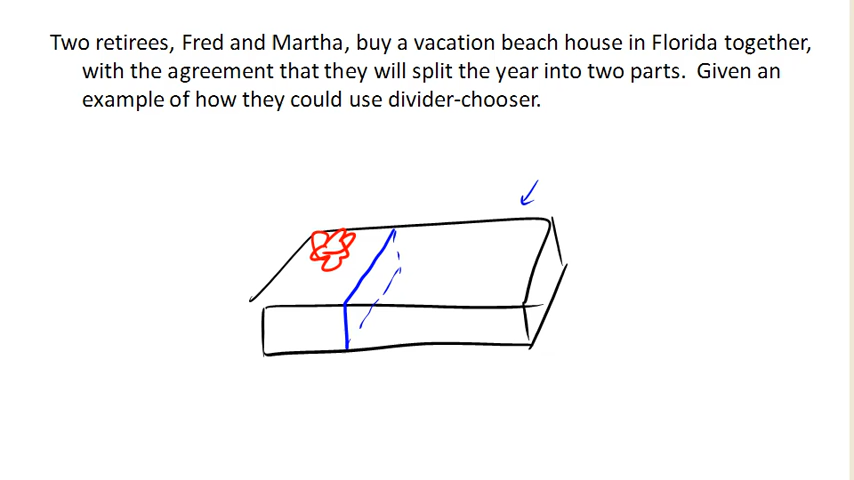 Two retirees, Fred and Martha, buy a vacation beach house in Florida together,
with the agreement that they will split the year into two parts.  Given an
example of how they could use divider-chooser.